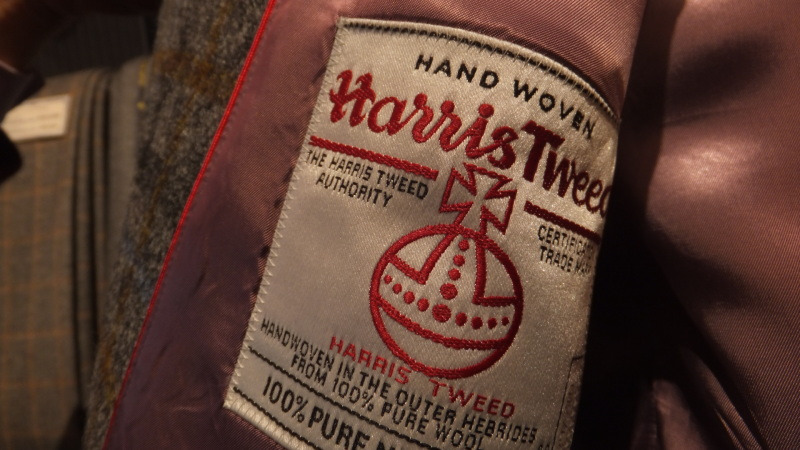 HAND WOVEN
Harris Tweed
THE HARRIS TWEED
AUTHORITY
TRADE MARK
HARRIS TWEED
HANDWOVEN IN THE OUTER HEBRIDES
FROM 100% PURE WOOL
100% PURE